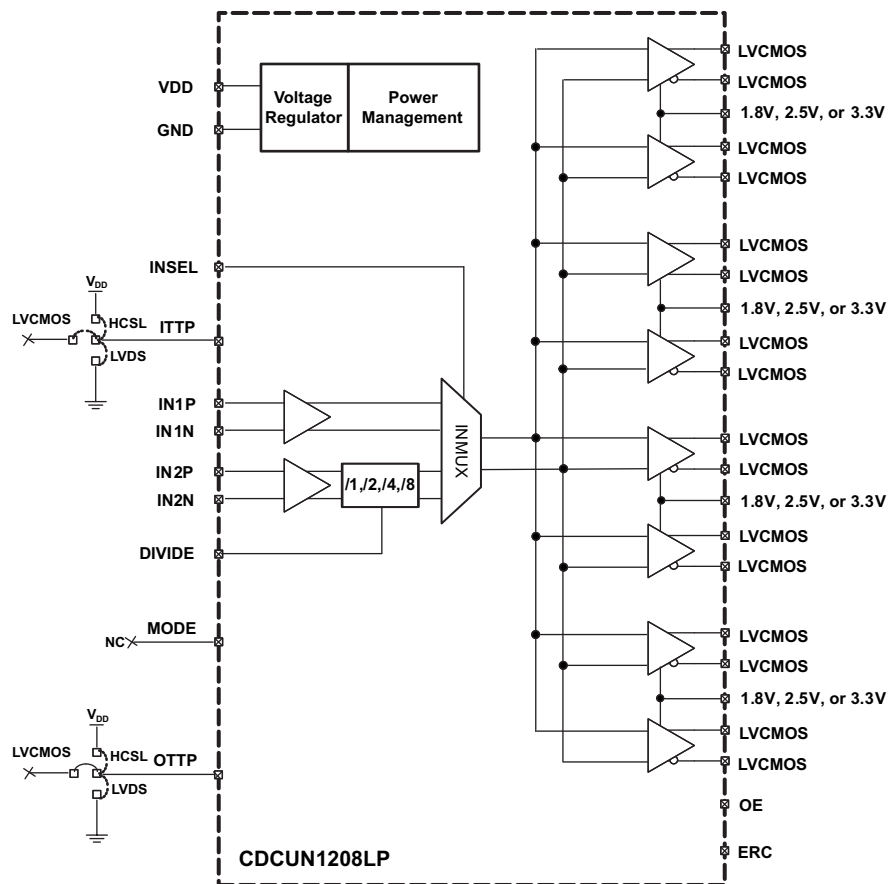 LVCMOS
LVCMOS
1.8V, 2.5V, or 3.3V
LVCMOS
LVCMOS
VDD
GND
Voltage
Regulator
Power
Management
LVCMOS
LVCMOS
1.8V, 2.5V, or 3.3V
LVCMOS
LVCMOS
INSEL
VDD
LVCMOS
HCSL
ITTP
LVDS
IN1P
IN1N
IN2P
IN2N
/1,/2,/4,/8
INMUX
DIVIDE
LVCMOS
LVCMOS
1.8V, 2.5V, or 3.3V
LVCMOS
LVCMOS
MODE
NC
LVCMOS
LVCMOS
1.8V, 2.5V, or 3.3V
LVCMOS
LVCMOS
VDD
LVCMOS
HCSL
OTTP
LVDS
OE
ERC
CDCUN1208LP